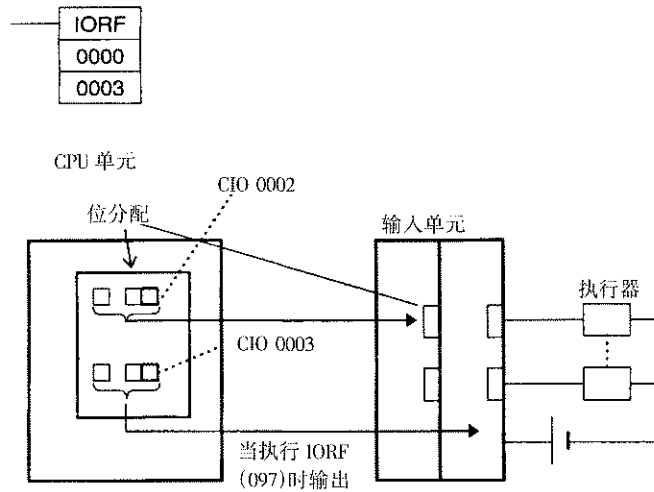 IORF
0000
0003
CPU 单元
CIO 0002
位分配
输入单元
执行器
CIO 0003
当执行 IORF
(097)时输出